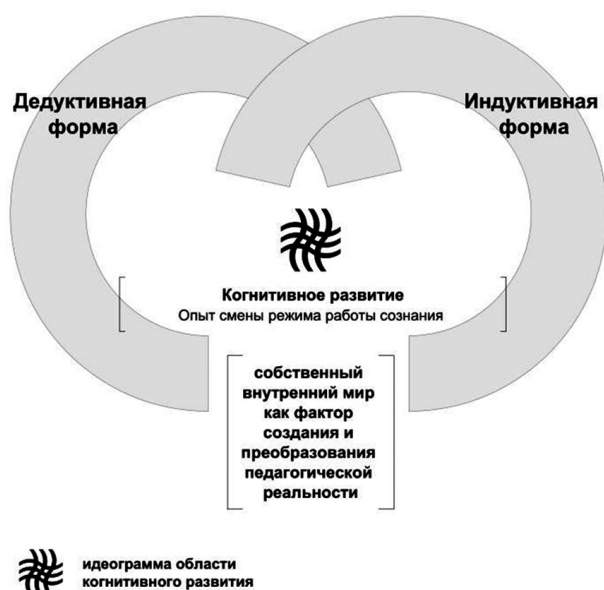 Дедуктивная
форма
Индуктивная
форма
Когнитивное развитие
Опыт смены режима работы сознания
собственный
внутренний мир
как фактор
создания и
преобразования
педагогической
реальности
идеограмма области
когнитивного развития